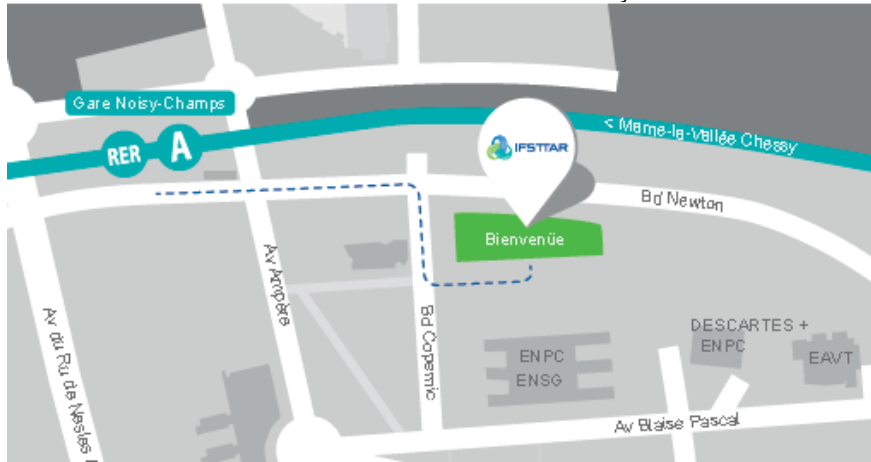 Gare Noisy-Champs
RER A
< Marne-la-Vallée Chessy
IFSTTAR
Bd Newton
Bienvenüe
Av Ampère
Av du Ru de Nesles
Bd Copernic
DESCARTES +
ENPC
EAVT
ENPC
ENSG
Av Blaise Pascal